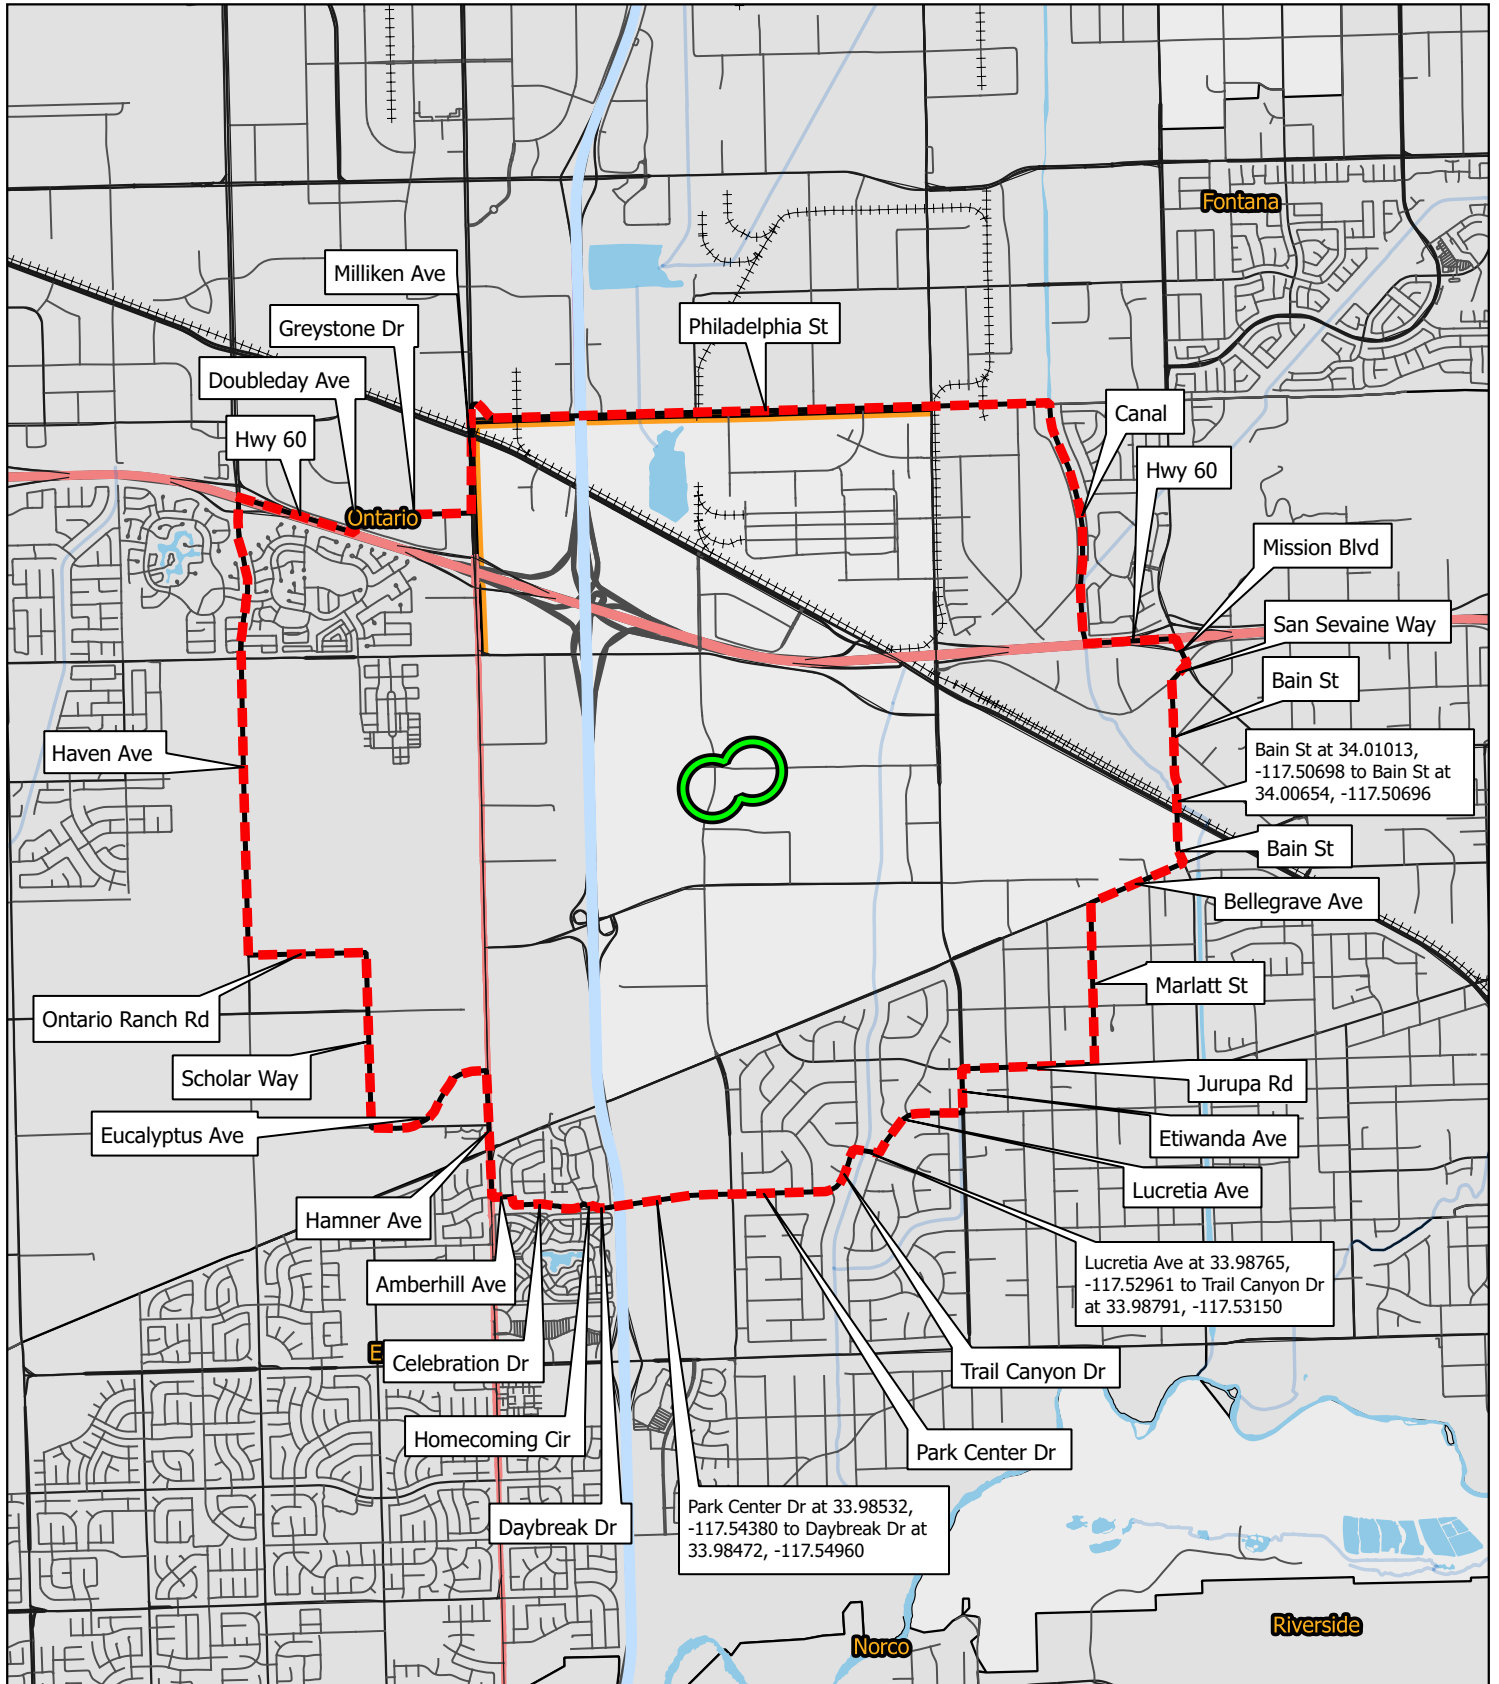 Fontana
Milliken Ave
Greystone Dr
Philadelphia St
Doubleday Ave
Canal
Hwy 60
Hwy 60
Ontario
Mission Blvd
San Sevaine Way
Bain St
Haven Ave
Bain St at 34.01013,
-117.50698 to Bain St at
34.00654, -117.50696
Bain St
Bellegrave Ave
Marlatt St
Ontario Ranch Rd
Scholar Way
Jurupa Rd
Eucalyptus Ave
Etiwanda Ave
Lucretia Ave
Hamner Ave
Lucretia Ave at 33.98765,
-117.52961 to Trail Canyon Dr
at 33.98791, -117.53150
Amberhill Ave
E
Celebration Dr
Trail Canyon Dr
Homecoming Cir
Park Center Dr
Daybreak Dr
Park Center Dr at 33.98532,
-117.54380 to Daybreak Dr at
33.98472, -117.54960
Riverside
Norco